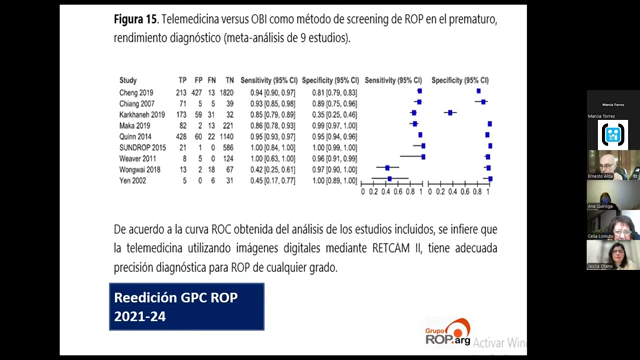 Figura 15. Telemedicina versus OBI como método de screening de ROP en el prematuro,
rendimiento diagnóstico (meta-análisis de 9 estudios).
Study TP FP FN TN Sensitivity (95% CI) Specificity (95% CI) Sensitivity (95% CI) Specificity (95% CI)
Cheng 2019 213 427 13 1820 0.94 [0.90, 0.97] 0.81 [0.79, 0.83]
Chiang 2007 71 5 5 39 0.93 [0.85, 0.98] 0.89 [0.75, 0.96]
Karkhaneh 2019 173 59 31 32 0.85 [0.79, 0.89] 0.35 [0.25, 0.46]
Maka 2019 82 2 13 221 0.86 [0.78, 0.93] 0.99 [0.97, 1.00]
Quinn 2014 428 60 22 1140 0.95 [0.93, 0.97] 0.95 [0.94, 0.96]
SUNDROP 2015 21 1 0 586 1.00 [0.84, 1.00] 1.00 [0.99, 1.00]
Weaver 2011 8 5 0 124 1.00 [0.63, 1.00] 0.96 [0.91, 0.99]
Wongwai 2018 13 2 18 67 0.42 [0.25, 0.61] 0.97 [0.90, 1.00]
Yen 2002 5 0 6 31 0.45 [0.17, 0.77] 1.00 [0.89, 1.00]
0 0.2 0.4 0.6 0.8 1 0 0.2 0.4 0.6 0.8 1
De acuerdo a la curva ROC obtenida del análisis de los estudios incluidos, se infiere que
la telemedicina utilizando imágenes digitales mediante RETCAM II, tiene adecuada
precisión diagnóstica para ROP de cualquier grado.
Reedición GPC ROP
2021-24
Grupo
ROP.arg
Activar Win
Marcia Torrez
Marcia Torrez
Ernesto Alda
Ana Quiroga